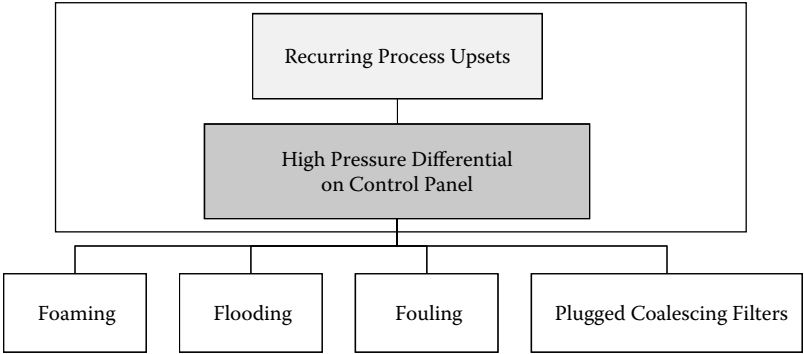 Recurring Process Upsets
High Pressure Differential
on Control Panel
Foaming
Flooding
Fouling
Plugged Coalescing Filters